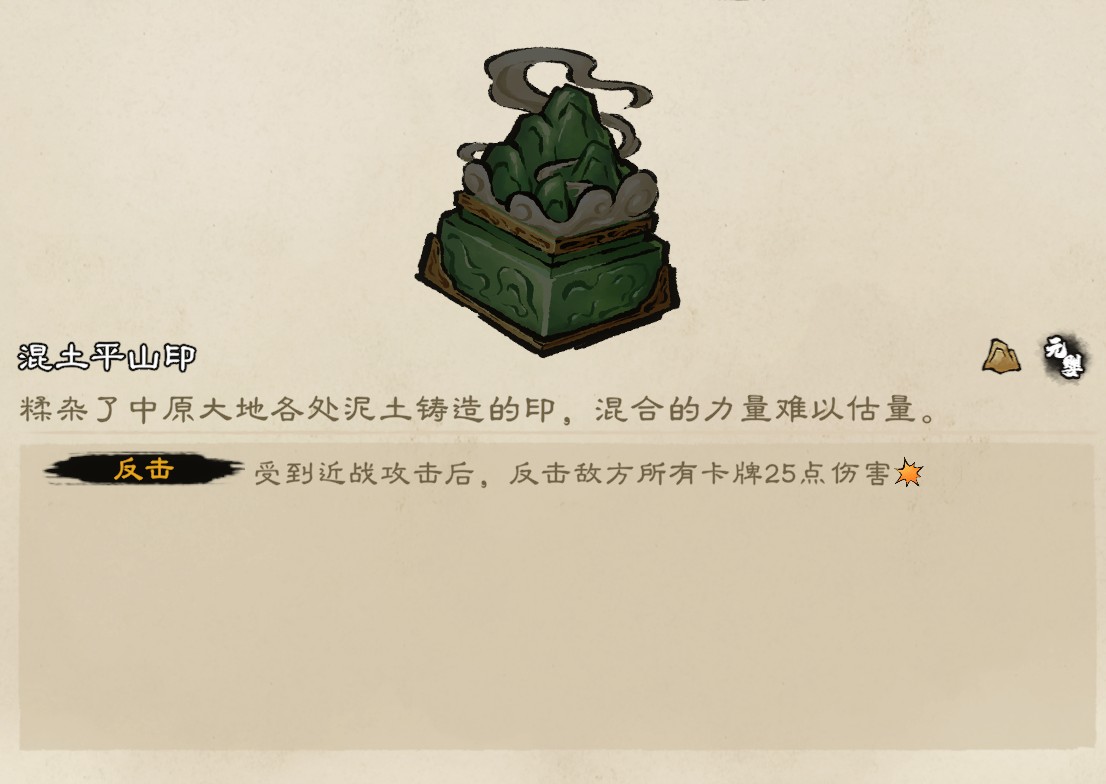 混土平山印
元婴
糅杂了中原大地各处泥土铸造的印，混合的力量难以估量。
反击 受到近战攻击后，反击敌方所有卡牌25点伤害